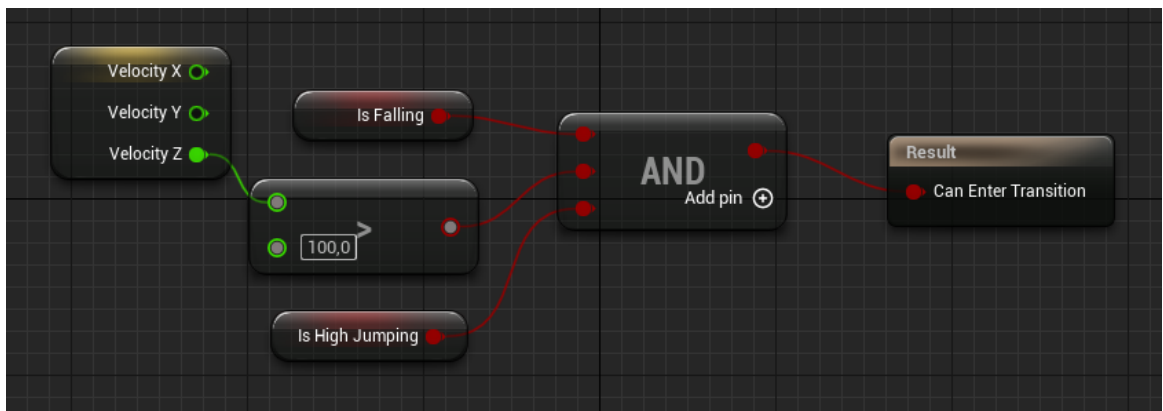 Velocity X
Velocity Y
Velocity Z
Is Falling
>
100,0
Is High Jumping
AND
Add pin
Result
Can Enter Transition